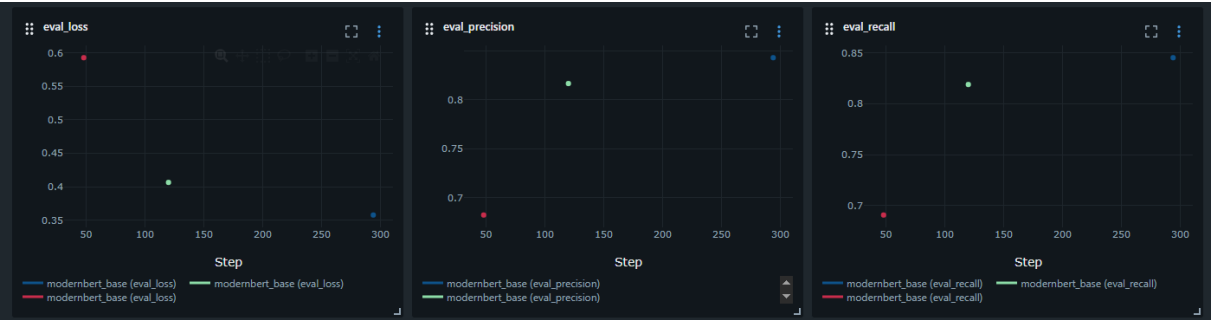 eval_loss
0.6
0.55
0.5
0.45
0.4
0.35
50 100 150 200 250 300
Step
modernbert_base (eval_loss) modernbert_base (eval_loss)
modernbert_base (eval_loss)
eval_precision
0.8
0.75
0.7
50 100 150 200 250 300
Step
modernbert_base (eval_precision)
modernbert_base (eval_precision)
eval_recall
0.85
0.8
0.75
0.7
50 100 150 200 250 300
Step
modernbert_base (eval_recall) modernbert_base (eval_recall)
modernbert_base (eval_recall)